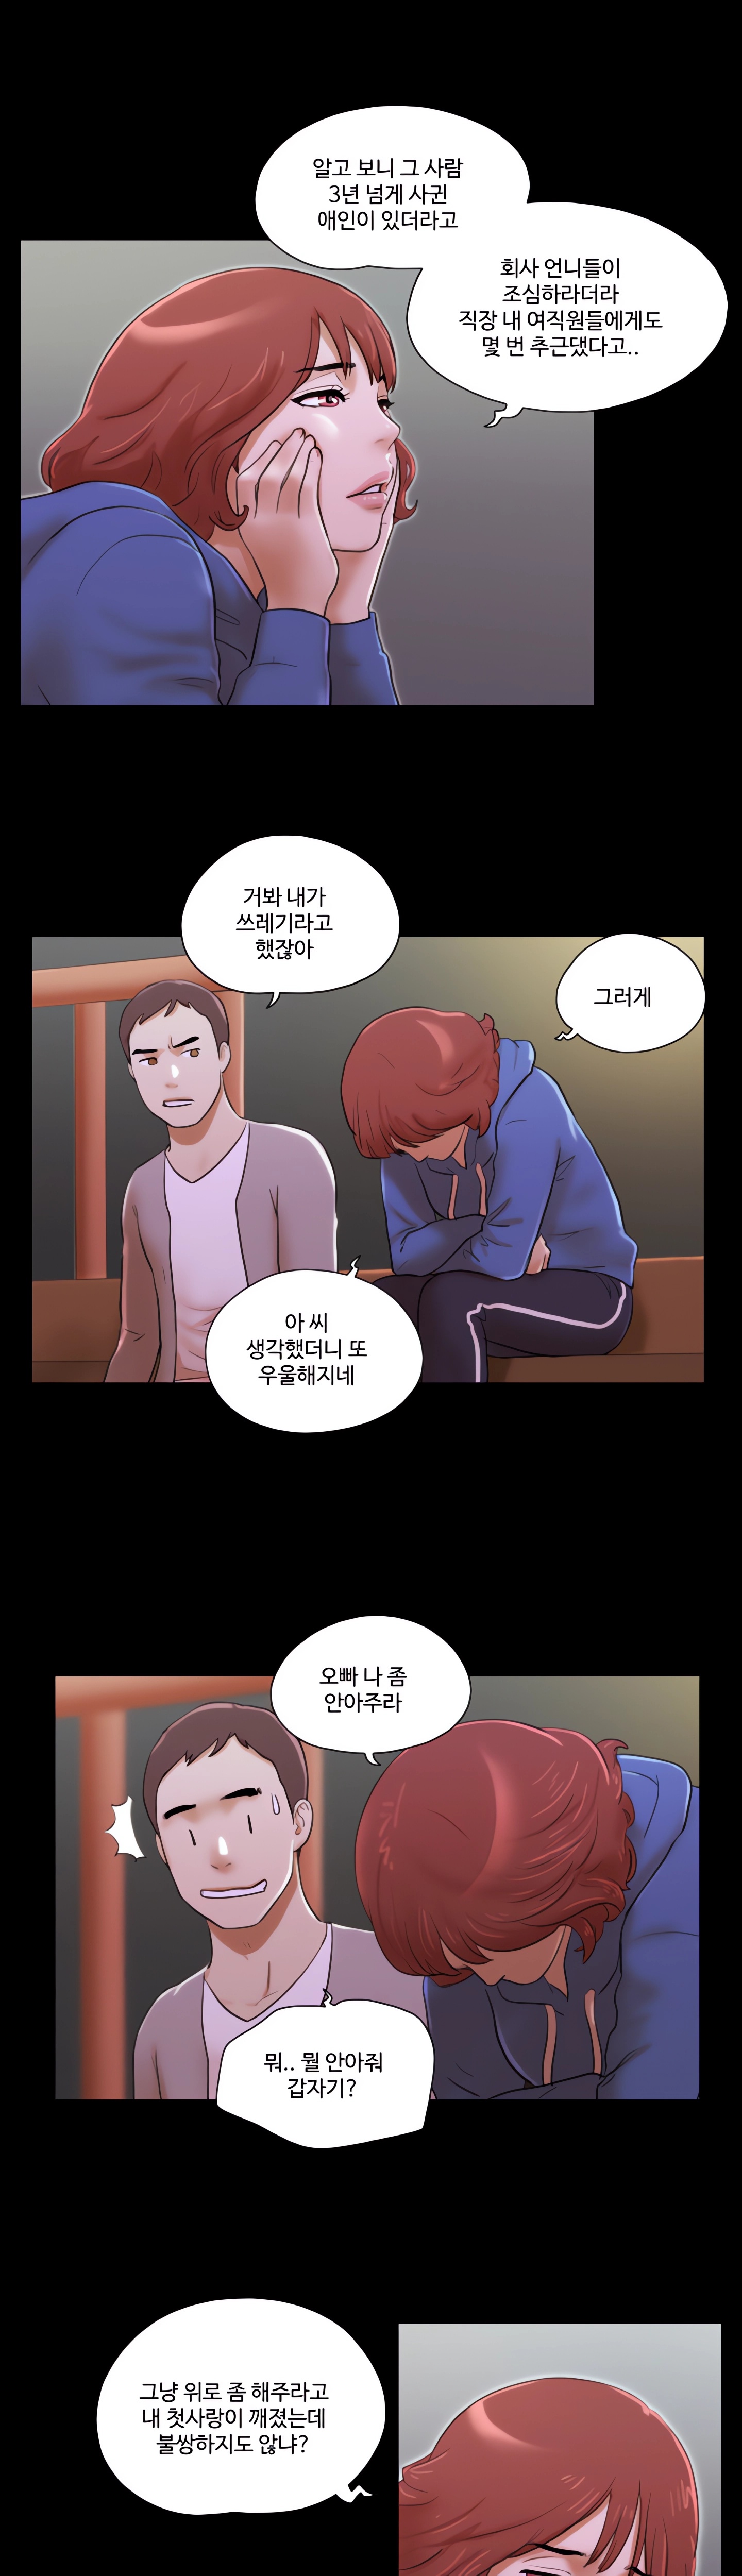 알고 보니 그 사람
3년 넘게 사귄
애인이 있더라고
회사 언니들이
조심하라더라
직장 내 여직원들에게도
몇 번 추근댔다고..
거봐 내가
쓰레기라고
했잖아
그러게
아 씨
생각했더니 또
우울해지네
오빠 나 좀
안아주라
뭐.. 뭘 안아줘
갑자기?
그냥 위로 좀 해주라고
내 첫사랑이 깨졌는데
불쌍하지도 않냐?